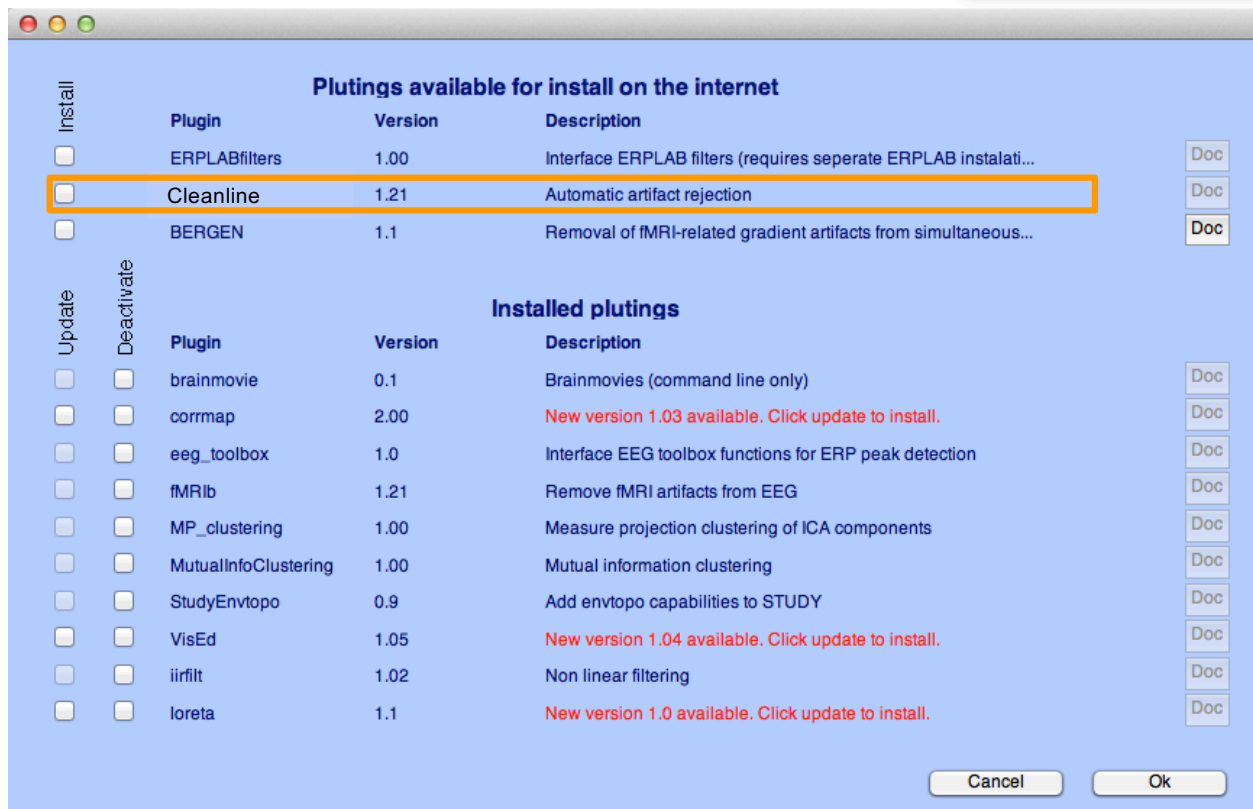 Install
Plutings available for install on the internet
Plugin Version Description
ERPLABfilters 1.00 Interface ERPLAB filters (requires seperate ERPLAB instalati... Doc
Cleanline 1.21 Automatic artifact rejection Doc
BERGEN 1.1 Removal of fMRI-related gradient artifacts from simultaneous... Doc
Update Deactivate
Installed plutings
Plugin Version Description
brainmovie 0.1 Brainmovies (command line only) Doc
corrmap 2.00 New version 1.03 available. Click update to install. Doc
eeg_toolbox 1.0 Interface EEG toolbox functions for ERP peak detection Doc
fMRIb 1.21 Remove fMRI artifacts from EEG Doc
MP_clustering 1.00 Measure projection clustering of ICA components Doc
MutualInfoClustering 1.00 Mutual information clustering Doc
StudyEnvtopo 0.9 Add envtopo capabilities to STUDY Doc
VisEd 1.05 New version 1.04 available. Click update to install. Doc
iirfilt 1.02 Non linear filtering Doc
loreta 1.1 New version 1.0 available. Click update to install. Doc
Cancel Ok